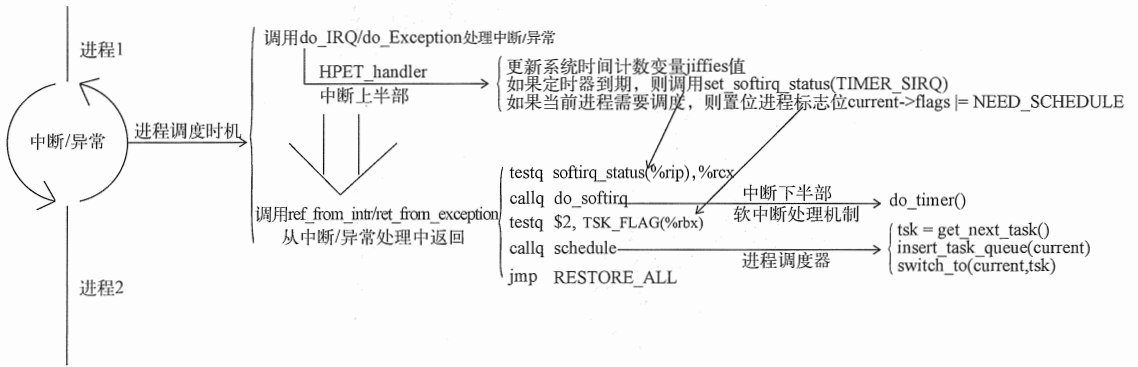 进程1
中断/异常
进程2
进程调度时机
调用do_IRQ/do_Exception处理中断/异常
HPET_handler
中断上半部
更新系统时间计数变量jiffies值
如果定时器到期，则调用set_softirq_status(TIMER_SIRQ)
如果当前进程需要调度，则置位进程标志位current->flags |= NEED_SCHEDULE
调用ref_from_intr/ret_from_exception
从中断/异常处理中返回
testq softirq_status(%rip),%rcx
callq do_softirq
testq $2, TSK_FLAG(%rbx)
callq schedule
jmp RESTORE_ALL
中断下半部
软中断处理机制
do_timer()
进程调度器
tsk = get_next_task()
insert_task_queue(current)
switch_to(current,tsk)